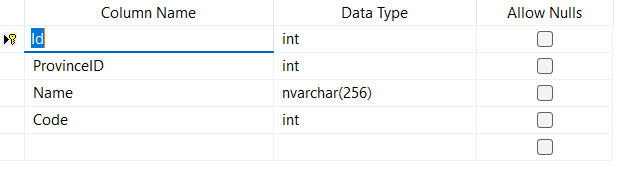 Column Name Data Type Allow Nulls
Id int
ProvinceID int
Name nvarchar(256)
Code int